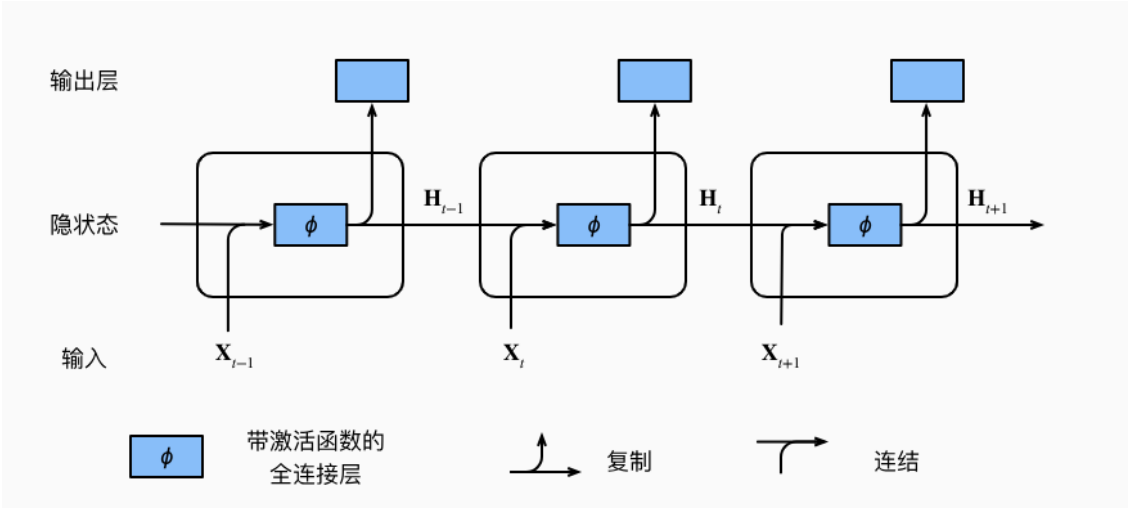 输出层
H_{t-1}
H_t
H_{t+1}
隐状态
ϕ
ϕ
ϕ
输入
X_{t-1}
X_t
X_{t+1}
ϕ
带激活函数的
全连接层
复制
连结